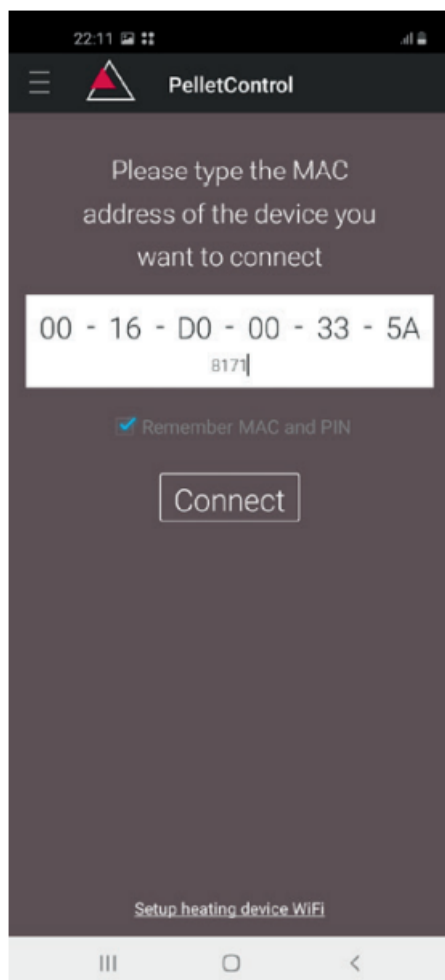 22:11
PelletControl
Please type the MAC
address of the device you
want to connect
00 - 16 - D0 - 00 - 33 - 5A
8171
Remember MAC and PIN
Connect
Setup heating device WiFi